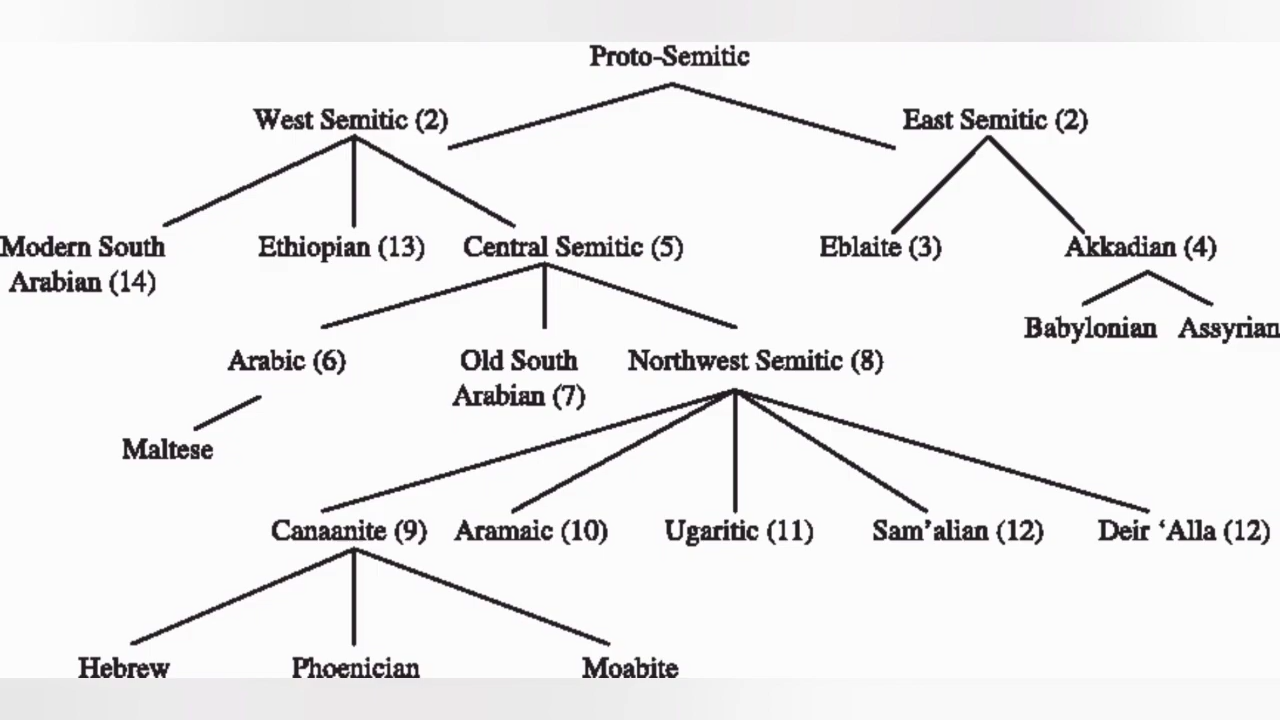 Proto-Semitic
West Semitic (2)
East Semitic (2)
Modern South
Arabian (14)
Ethiopian (13)
Central Semitic (5)
Eblaite (3)
Akkadian (4)
Babylonian
Assyrian
Arabic (6)
Old South
Arabian (7)
Northwest Semitic (8)
Maltese
Canaanite (9)
Aramaic (10)
Ugaritic (11)
Sam’alian (12)
Deir ‘Alla (12)
Hebrew
Phoenician
Moabite